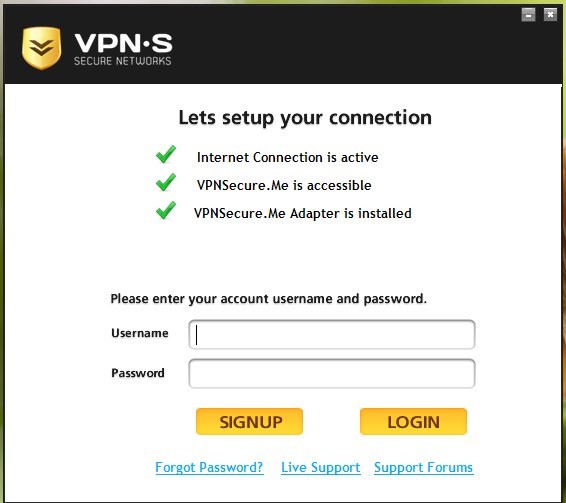 VPN·S
SECURE NETWORKS
Lets setup your connection
Internet Connection is active
VPNSecure.Me is accessible
VPNSecure.Me Adapter is installed
Please enter your account username and password.
Username
Password
SIGNUP LOGIN
Forgot Password? Live Support Support Forums